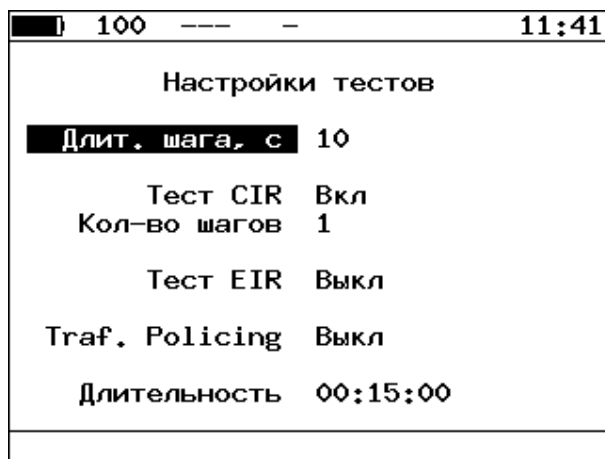 100 --- - 11:41
Настройки тестов
Длит. шага, с 10
Тест CIR Вкл
Кол-во шагов 1
Тест EIR Выкл
Traf. Policing Выкл
Длительность 00:15:00